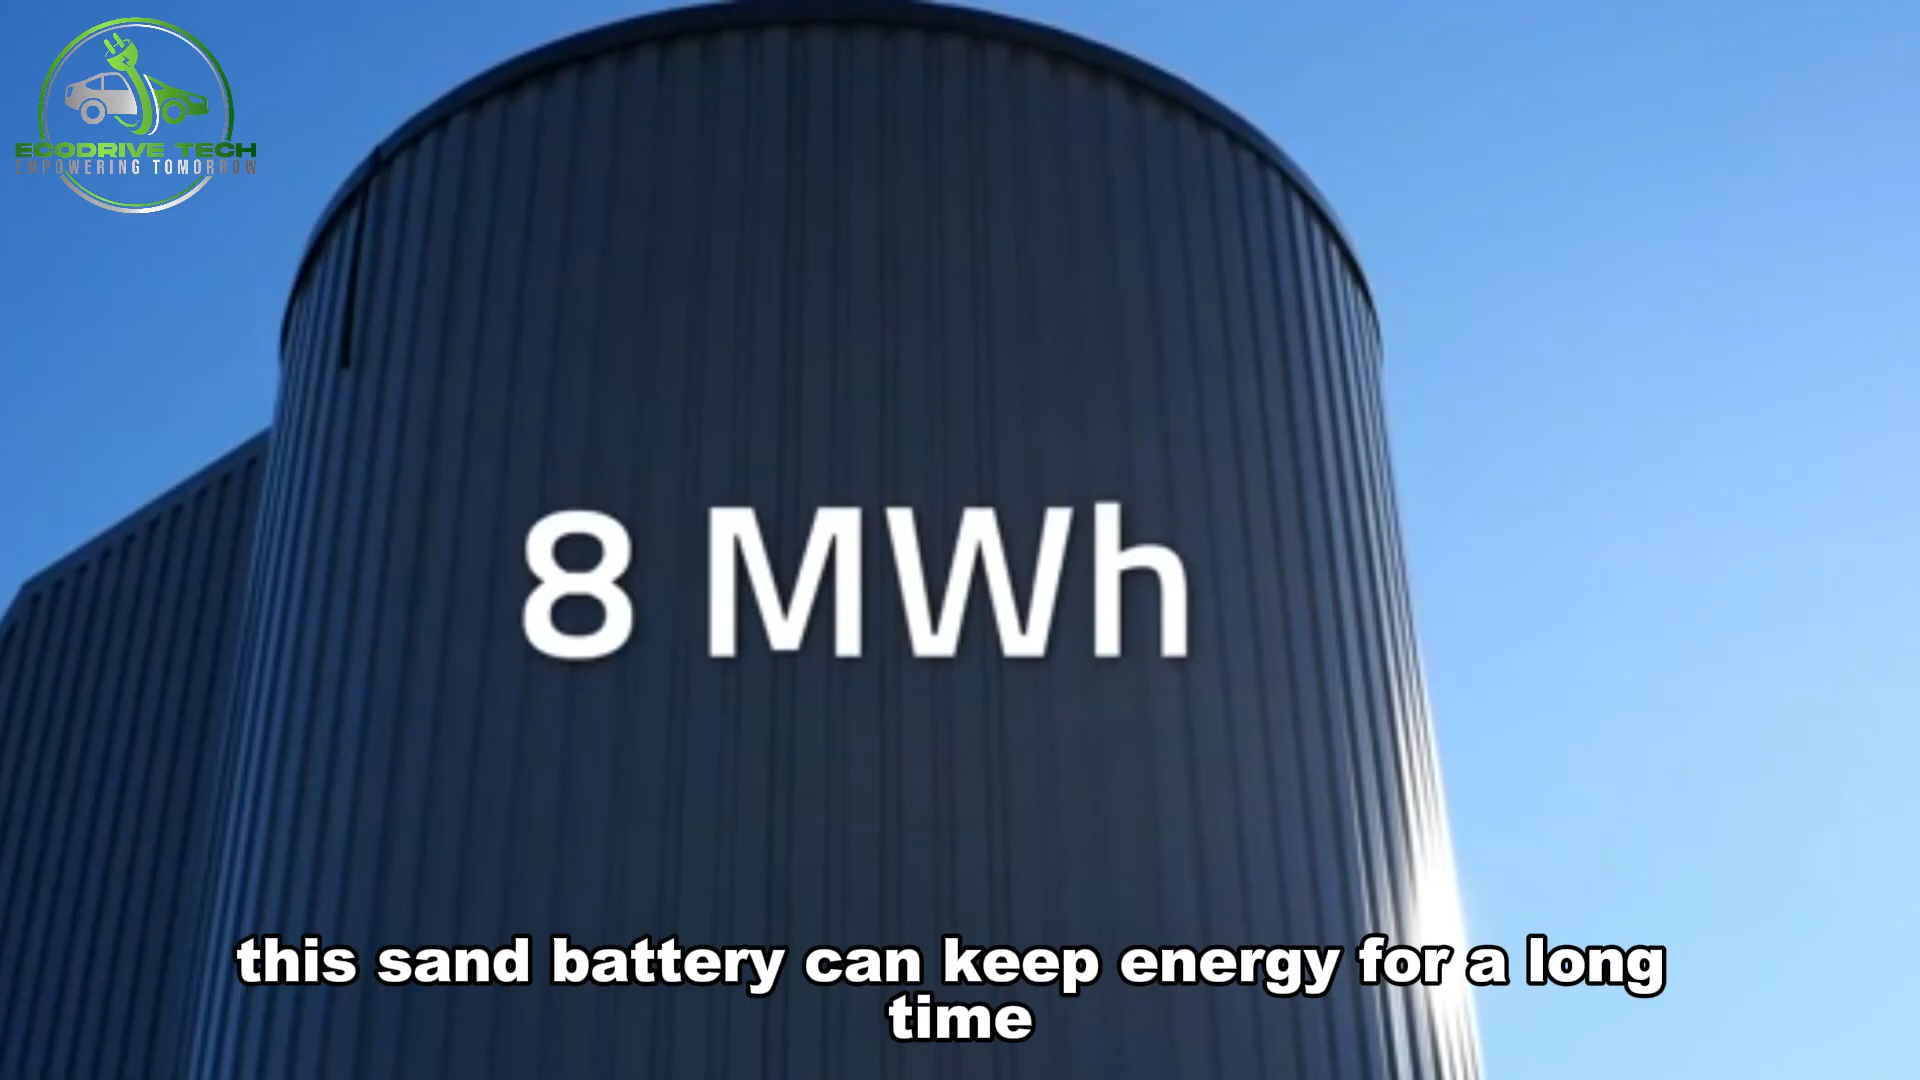 ECODRIVE TECH
EMPOWERING TOMORROW
8 MWh
this sand battery can keep energy for a long
time